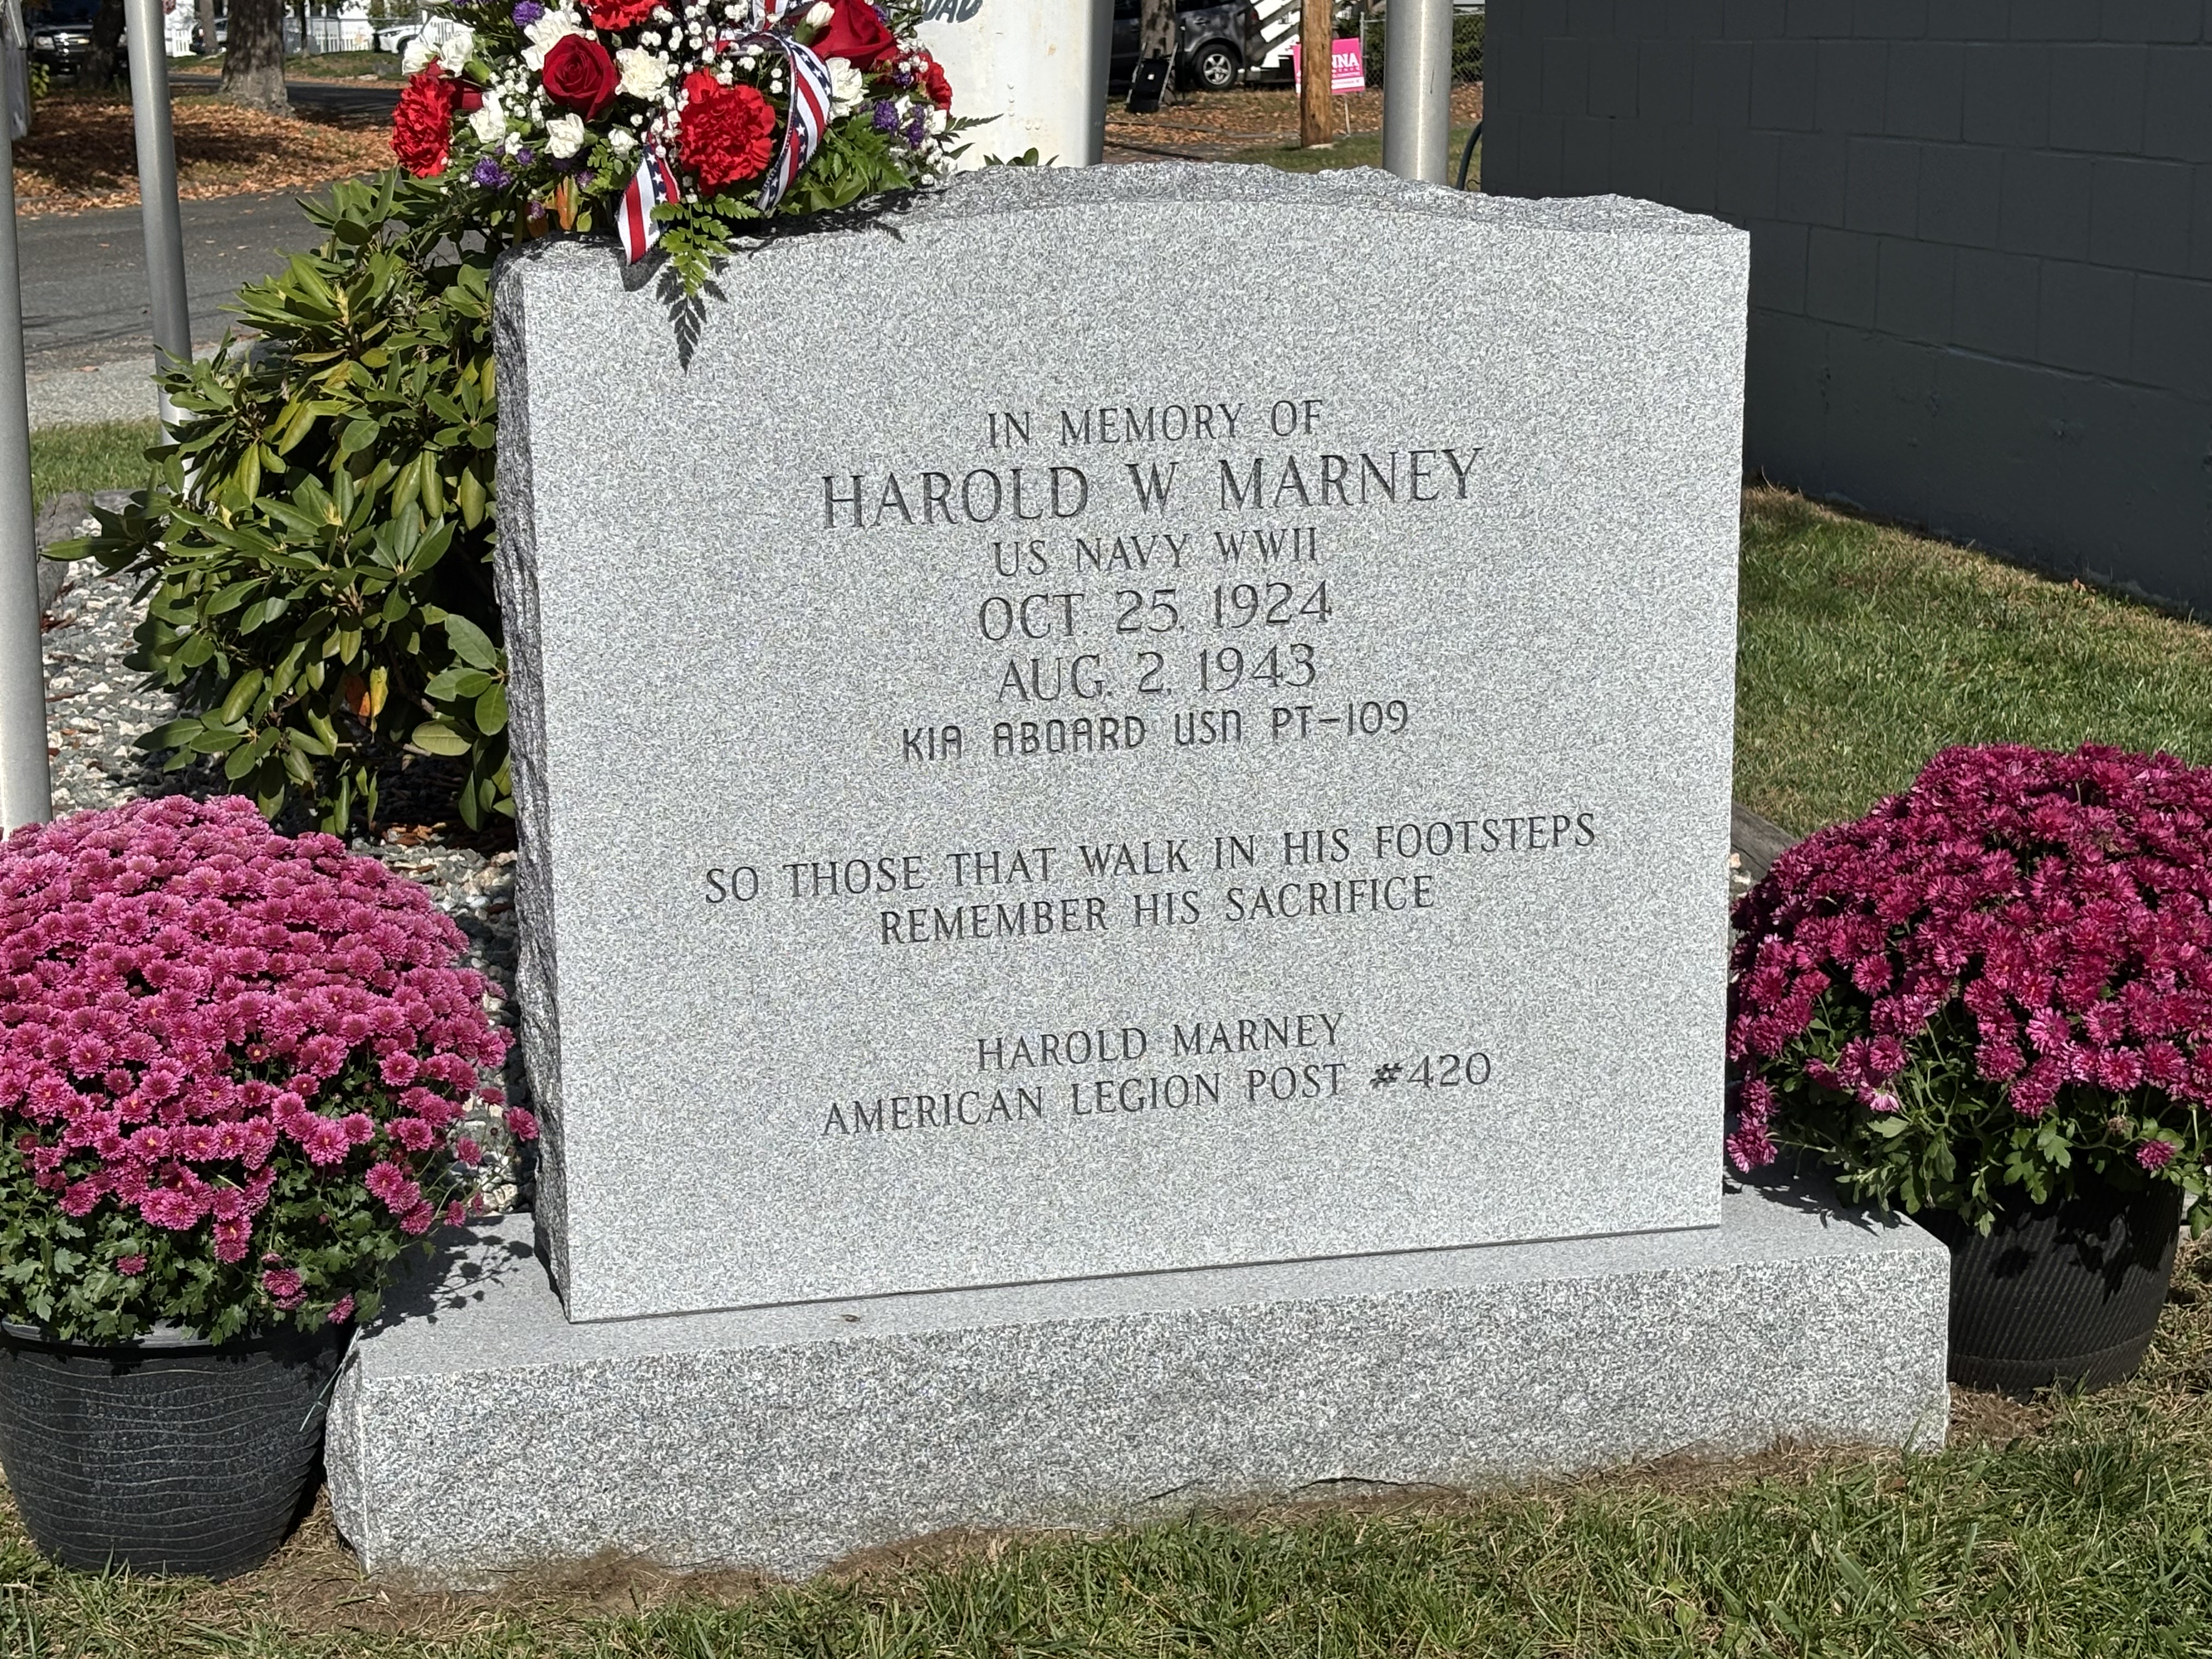 IN MEMORY OF
HAROLD W MARNEY
US NAVY WWII
OCT. 25, 1924
AUG. 2, 1943
KIA ABOARD USN PT-109
SO THOSE THAT WALK IN HIS FOOTSTEPS
REMEMBER HIS SACRIFICE
HAROLD MARNEY
AMERICAN LEGION POST #420